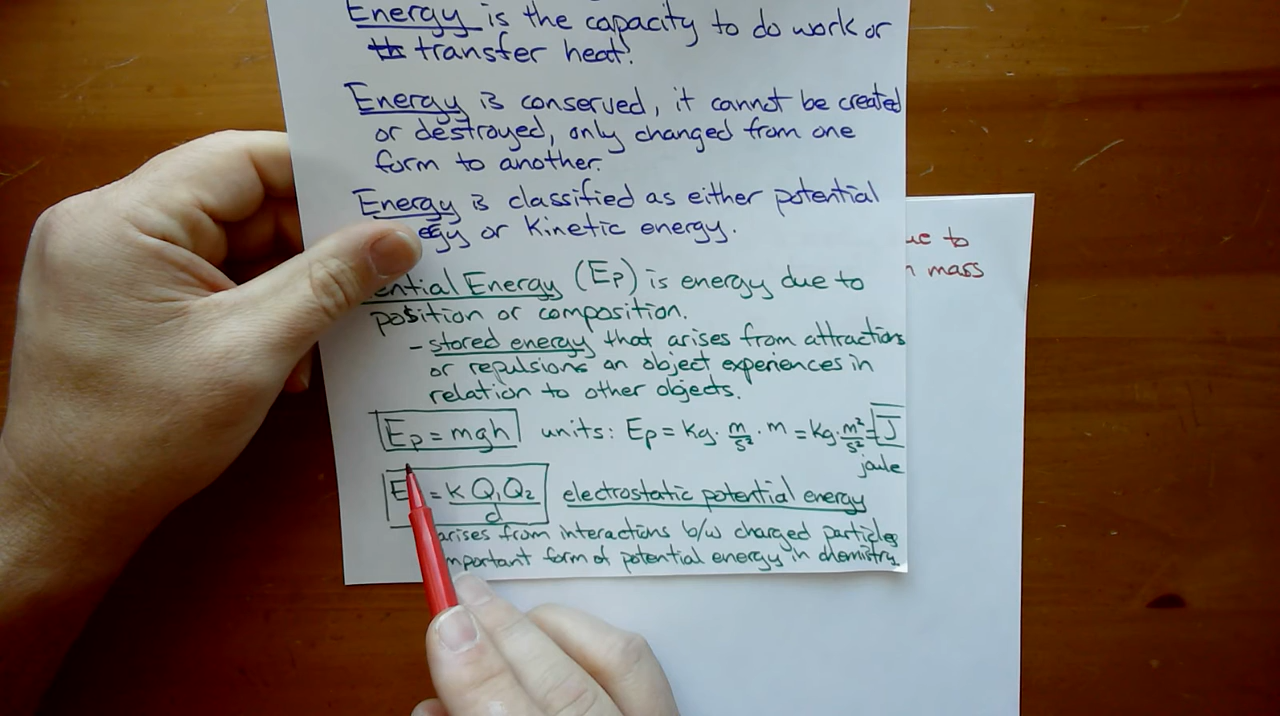 Energy is the capacity to do work or
transfer heat.
Energy is conserved, it cannot be created
or destroyed, only changed from one
form to another.
Energy is classified as either potential
egy or kinetic energy.
ential Energy (Ep) is energy due to
position or composition.
- stored energy that arises from attractions
or repulsions an object experiences in
relation to other objects.
Ep = mgh units: Ep = kg · m/s² · m = kg · m²/s² = J
joule
E = k Q₁Q₂/d electrostatic potential energy
arises from interactions b/w charged particles
mportant form of potential energy in chemistry.
ue to
mass